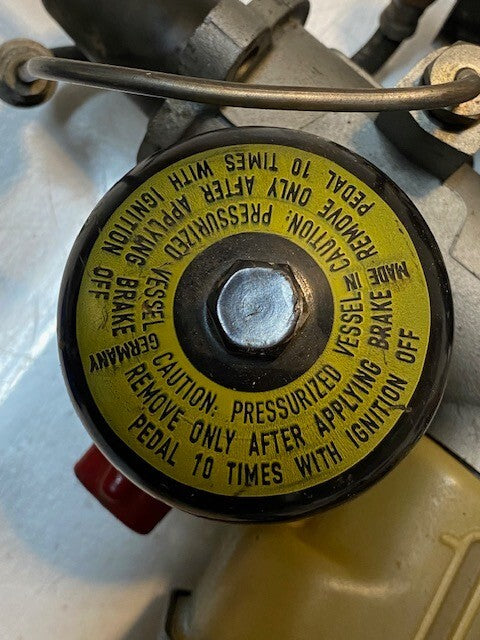 CAUTION: PRESSURIZED VESSEL
REMOVE ONLY AFTER APPLYING BRAKE
PEDAL 10 TIMES WITH IGNITION OFF
MADE IN GERMANY
CAUTION: PRESSURIZED VESSEL
REMOVE ONLY AFTER APPLYING BRAKE
PEDAL 10 TIMES WITH IGNITION OFF